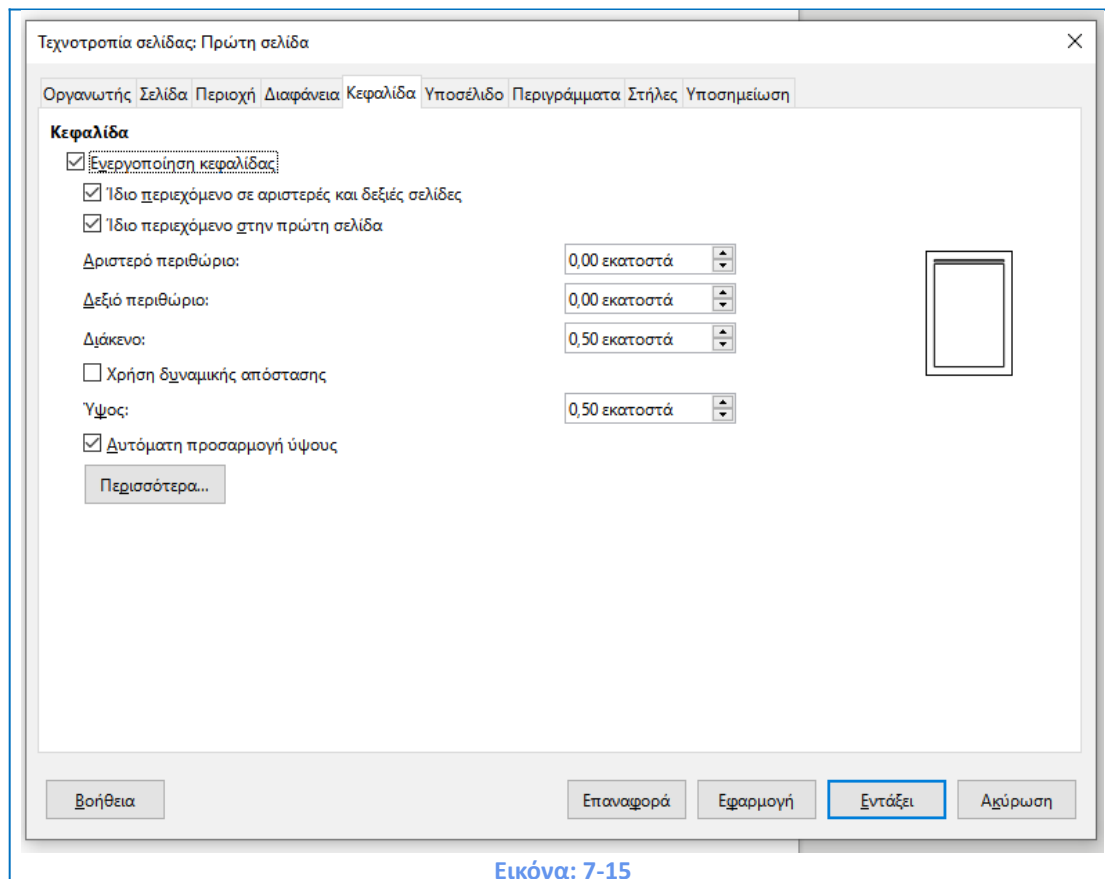 Τεχνοτροπία σελίδας: Πρώτη σελίδα
Οργανωτής Σελίδα Περιοχή Διαφάνεια Κεφαλίδα Υποσέλιδο Περιγράμματα Στήλες Υποσημείωση
Κεφαλίδα
Ενεργοποίηση κεφαλίδας
Ίδιο περιεχόμενο σε αριστερές και δεξιές σελίδες
Ίδιο περιεχόμενο στην πρώτη σελίδα
Αριστερό περιθώριο: 0,00 εκατοστά
Δεξιό περιθώριο: 0,00 εκατοστά
Διάκενο: 0,50 εκατοστά
Χρήση δυναμικής απόστασης
Ύψος: 0,50 εκατοστά
Αυτόματη προσαρμογή ύψους
Περισσότερα...
Βοήθεια Επαναφορά Εφαρμογή Εντάξει Ακύρωση
Εικόνα: 7-15